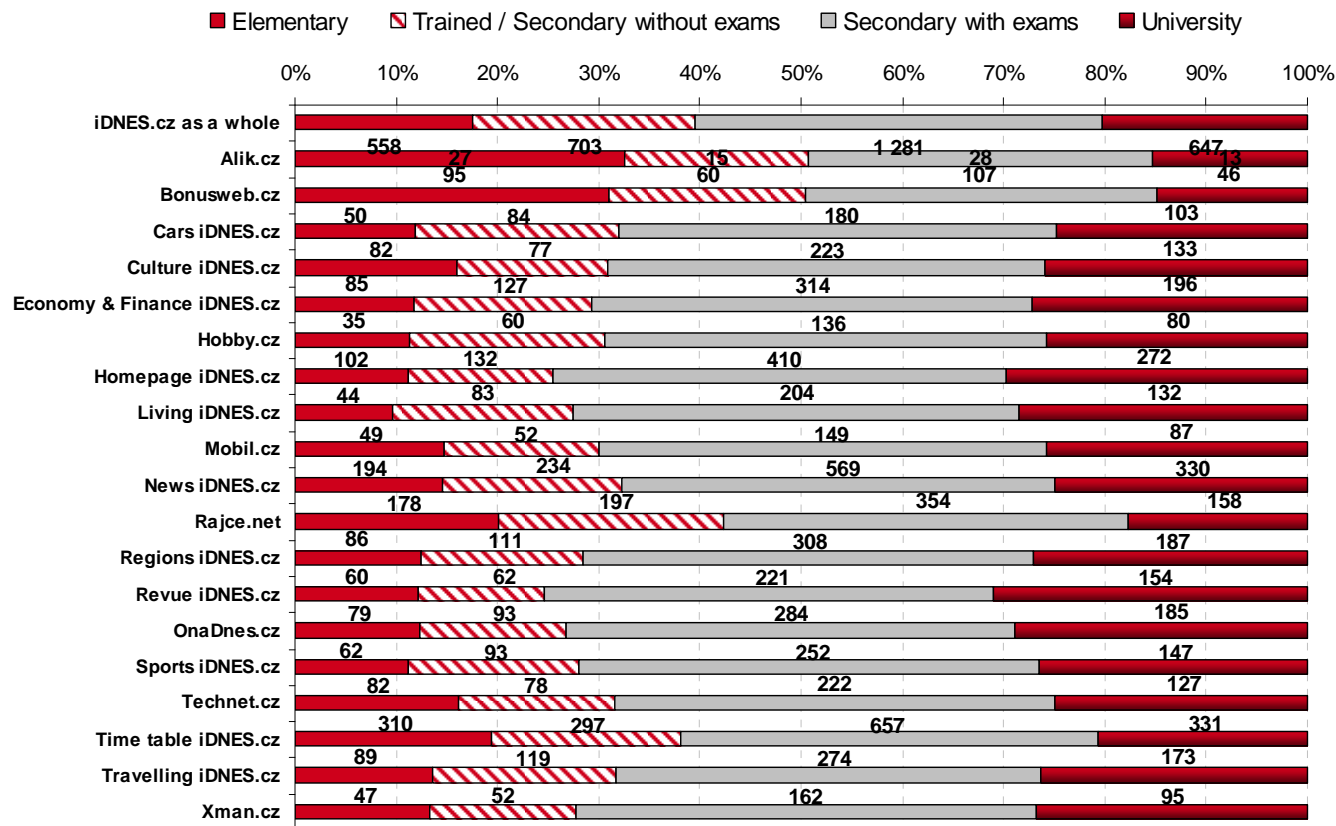 Elementary Trained / Secondary without exams Secondary with exams University
0% 10% 20% 30% 40% 50% 60% 70% 80% 90% 100%
iDNES.cz as a whole
558 703 1 281 647
Alik.cz 27 15 28 13
95 60 107 46
Bonusweb.cz
50 84 180 103
Cars iDNES.cz
82 77 223 133
Culture iDNES.cz
85 127 314 196
Economy & Finance iDNES.cz
35 60 136 80
Hobby.cz
102 132 410 272
Homepage iDNES.cz
44 83 204 132
Living iDNES.cz
49 52 149 87
Mobil.cz
194 234 569 330
News iDNES.cz
178 197 354 158
Rajce.net
86 111 308 187
Regions iDNES.cz
60 62 221 154
Revue iDNES.cz
79 93 284 185
OnaDnes.cz
62 93 252 147
Sports iDNES.cz
82 78 222 127
Technet.cz
310 297 657 331
Time table iDNES.cz
89 119 274 173
Travelling iDNES.cz
47 52 162 95
Xman.cz